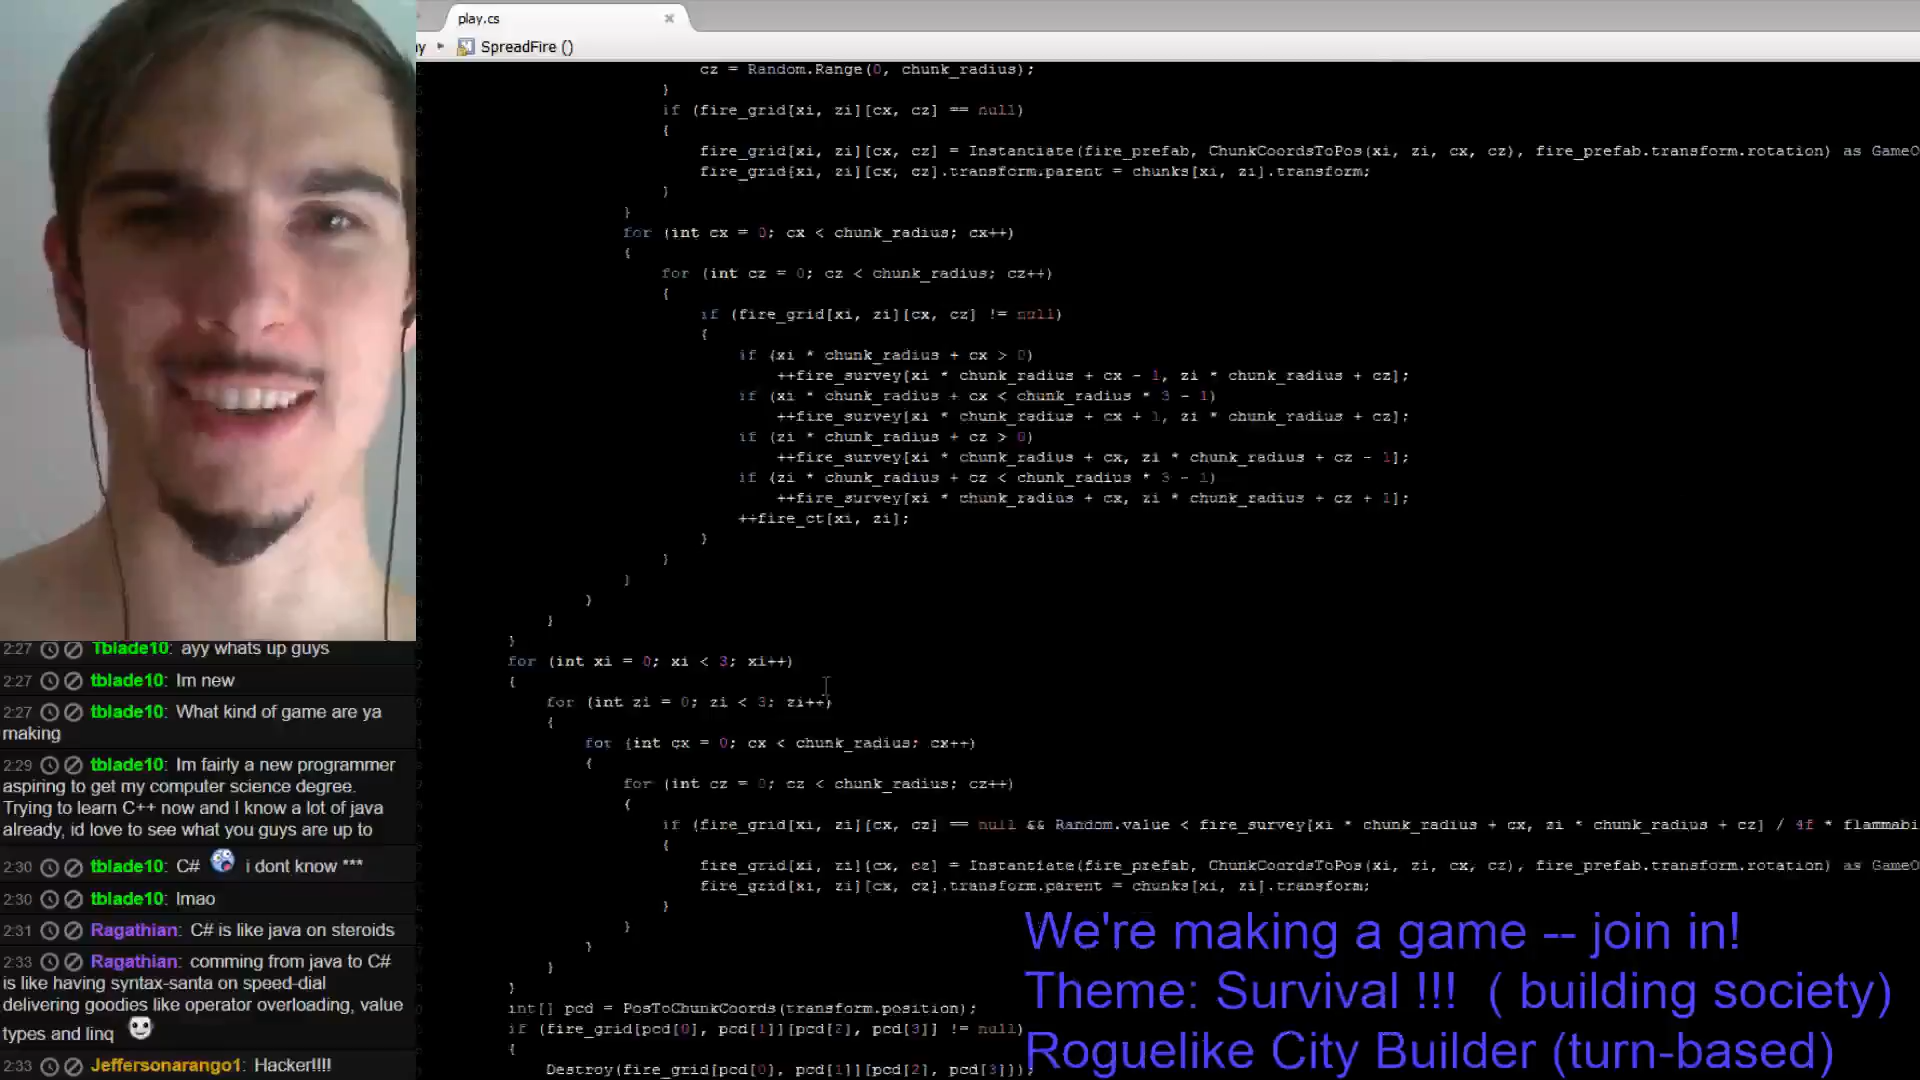 play.cs
SpreadFire ()
cz = Random.Range(0, chunk_radius);
}
if (fire_grid[xi, zi][cx, cz] == null)
{
fire_grid[xi, zi][cx, cz] = Instantiate(fire_prefab, ChunkCoordsToPos(xi, zi, cx, cz), fire_prefab.transform.rotation) as GameO
fire_grid[xi, zi][cx, cz].transform.parent = chunks[xi, zi].transform;
}
}
for (int cx = 0; cx < chunk_radius; cx++)
{
for (int cz = 0; cz < chunk_radius; cz++)
{
if (fire_grid[xi, zi][cx, cz] != null)
{
if (xi * chunk_radius + cx > 0)
++fire_survey[xi * chunk_radius + cx - 1, zi * chunk_radius + cz];
if (xi * chunk_radius + cx < chunk_radius * 3 - 1)
++fire_survey[xi * chunk_radius + cx + 1, zi * chunk_radius + cz];
if (zi * chunk_radius + cz > 0)
++fire_survey[xi * chunk_radius + cx, zi * chunk_radius + cz - 1];
if (zi * chunk_radius + cz < chunk_radius * 3 - 1)
++fire_survey[xi * chunk_radius + cx, zi * chunk_radius + cz + 1];
++fire_ct[xi, zi];
}
}
}
}
}
}
for (int xi = 0; xi < 3; xi++)
{
for (int zi = 0; zi < 3; zi++)
{
for (int cx = 0; cx < chunk_radius; cx++)
{
for (int cz = 0; cz < chunk_radius; cz++)
{
if (fire_grid[xi, zi][cx, cz] == null && Random.value < fire_survey[xi * chunk_radius + cx, zi * chunk_radius + cz] / 4f * flammabi
{
fire_grid[xi, zi][cx, cz] = Instantiate(fire_prefab, ChunkCoordsToPos(xi, zi, cx, cz), fire_prefab.transform.rotation) as GameO
fire_grid[xi, zi][cx, cz].transform.parent = chunks[xi, zi].transform;
}
}
}
}
}
int[] pcd = PosToChunkCoords(transform.position);
if (fire_grid[pcd[0], pcd[1]][pcd[2], pcd[3]] != null)
{
Destroy(fire_grid[pcd[0], pcd[1]][pcd[2], pcd[3]]);
2:27 Tblade10: ayy whats up guys
2:27 tblade10: Im new
2:27 tblade10: What kind of game are ya
making
2:29 tblade10: Im fairly a new programmer
aspiring to get my computer science degree.
Trying to learn C++ now and I know a lot of java
already, id love to see what you guys are up to
2:30 tblade10: C# i dont know ***
2:30 tblade10: lmao
2:31 Ragathian: C# is like java on steroids
2:33 Ragathian: comming from java to C#
is like having syntax-santa on speed-dial
delivering goodies like operator overloading, value
types and linq
2:33 Jeffersonarango1: Hacker!!!!
We're making a game -- join in!
Theme: Survival !!! ( building society)
Roguelike City Builder (turn-based)